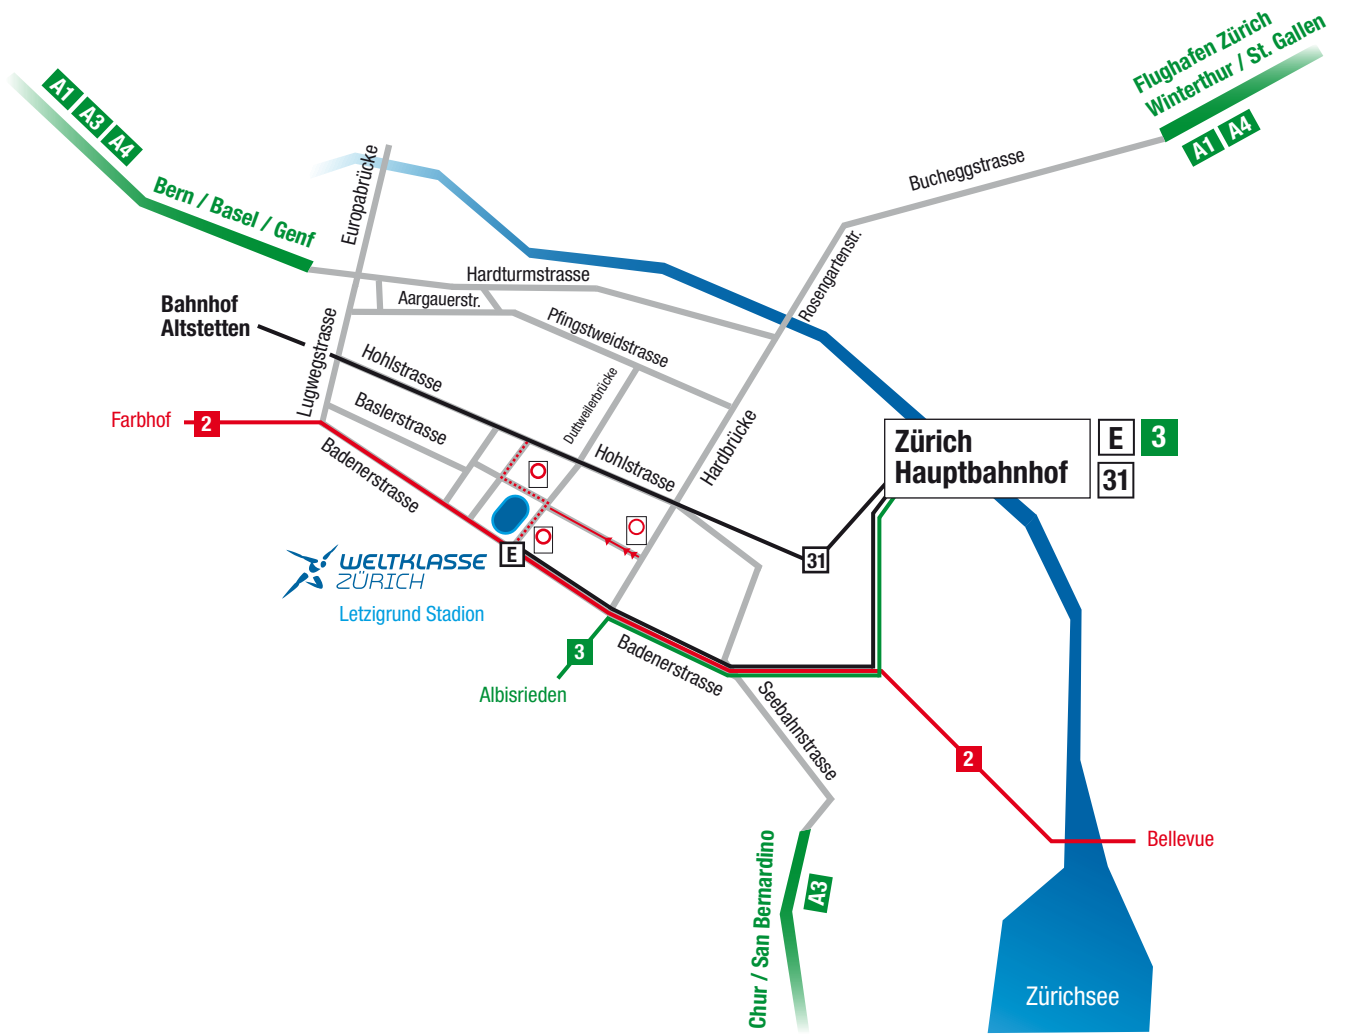 Flughafen Zürich
Winterthur / St. Gallen
A1 A4
A1 A3 A4
Bern / Basel / Genf
Europabrücke
Bucheggstrasse
Rosengartenstr.
Hardturmstrasse
Aargauerstr.
Pfingstweidstrasse
Bahnhof
Altstetten
Lugwegstrasse
Hohlstrasse
Duttweilerbrücke
Baslerstrasse
Farbhof
2
Badenerstrasse
Hohlstrasse
Hardbrücke
Zürich
Hauptbahnhof
E 3
31
E
31
WELTKLASSE
ZÜRICH
Letzigrund Stadion
3
Albisrieden
Badenerstrasse
Seebahnstrasse
2
Bellevue
Chur / San Bernardino
A3
Zürichsee